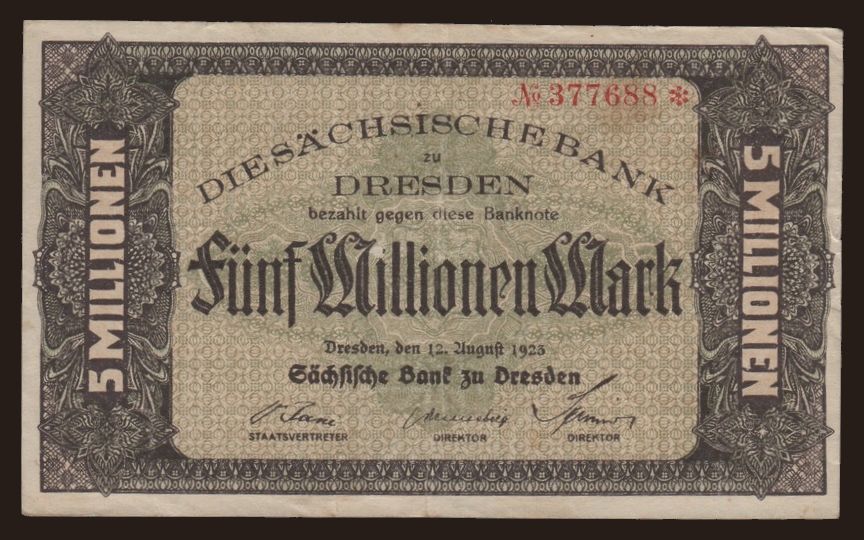 № 377688 *
DIE SÄCHSISCHE BANK
zu
DRESDEN
bezahlt gegen diese Banknote
Fünf Millionen Mark
Dresden, den 12. August 1923
Sächsische Bank zu Dresden
STAATSVERTRETER DIREKTOR DIREKTOR
5 MILLIONEN
5 MILLIONEN